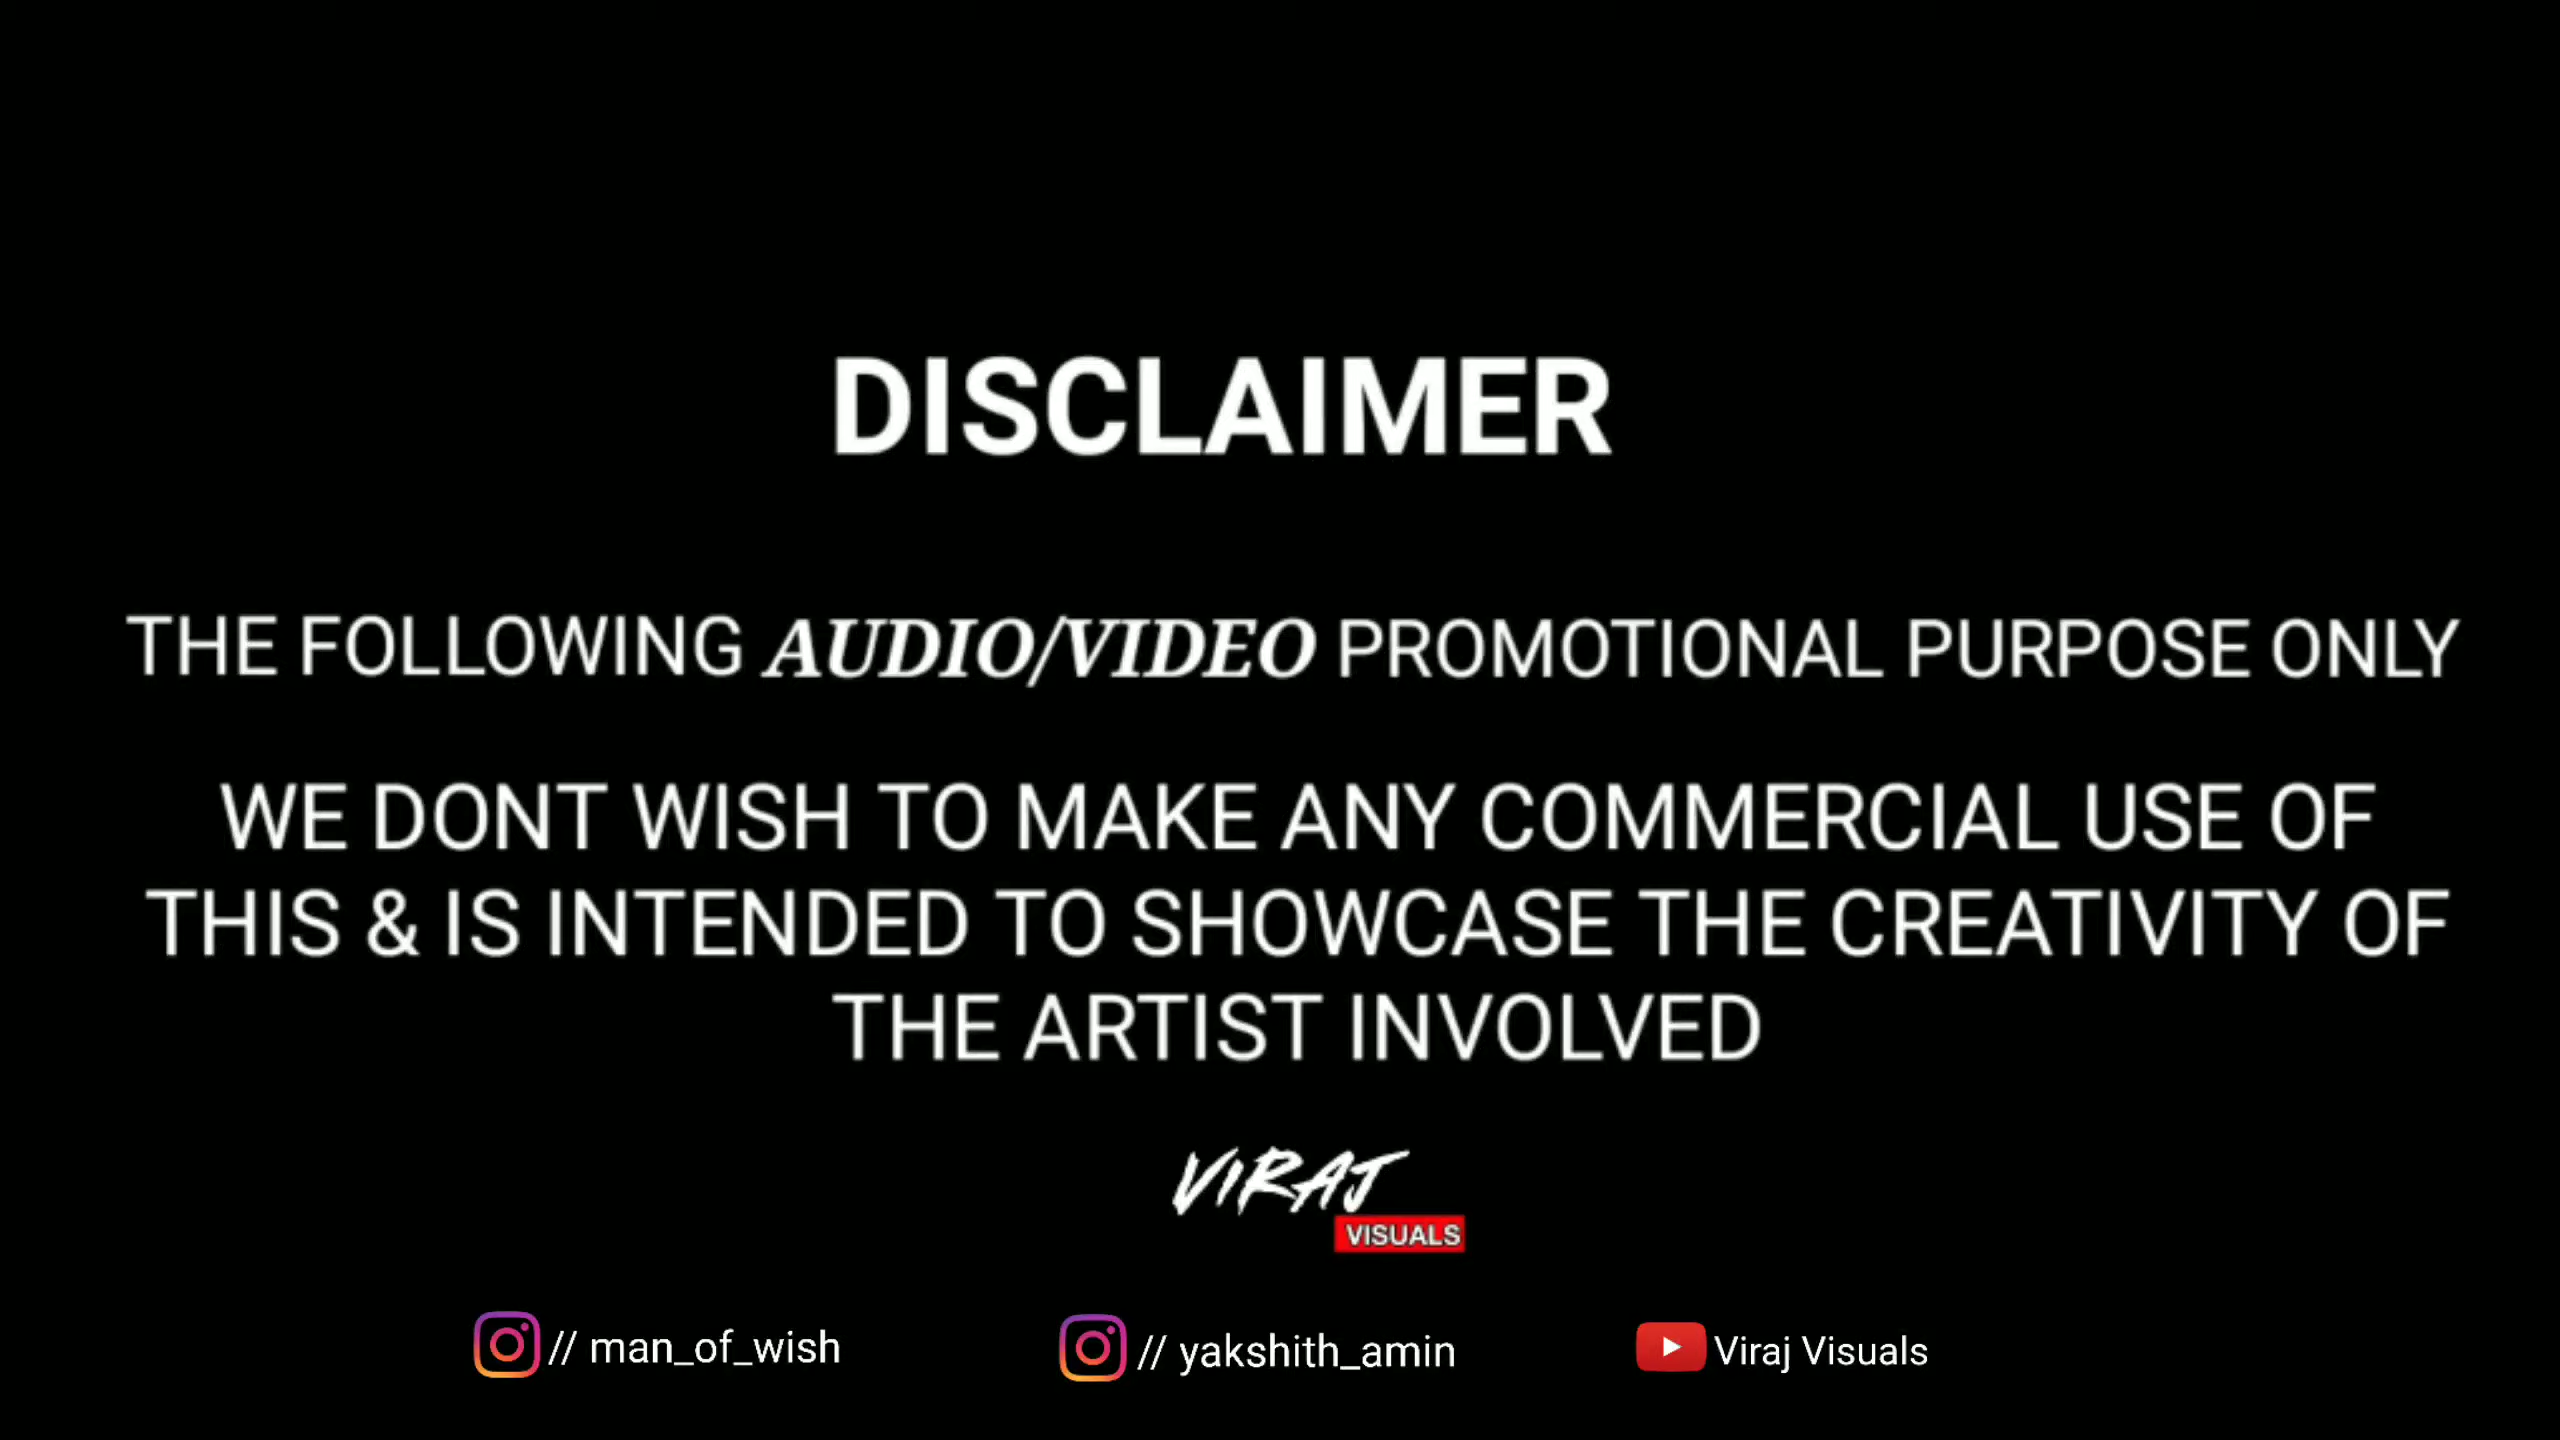 DISCLAIMER
THE FOLLOWING AUDIO/VIDEO PROMOTIONAL PURPOSE ONLY
WE DONT WISH TO MAKE ANY COMMERCIAL USE OF
THIS & IS INTENDED TO SHOWCASE THE CREATIVITY OF
THE ARTIST INVOLVED
VIRAJ
VISUALS
// man_of_wish
// yakshith_amin
Viraj Visuals